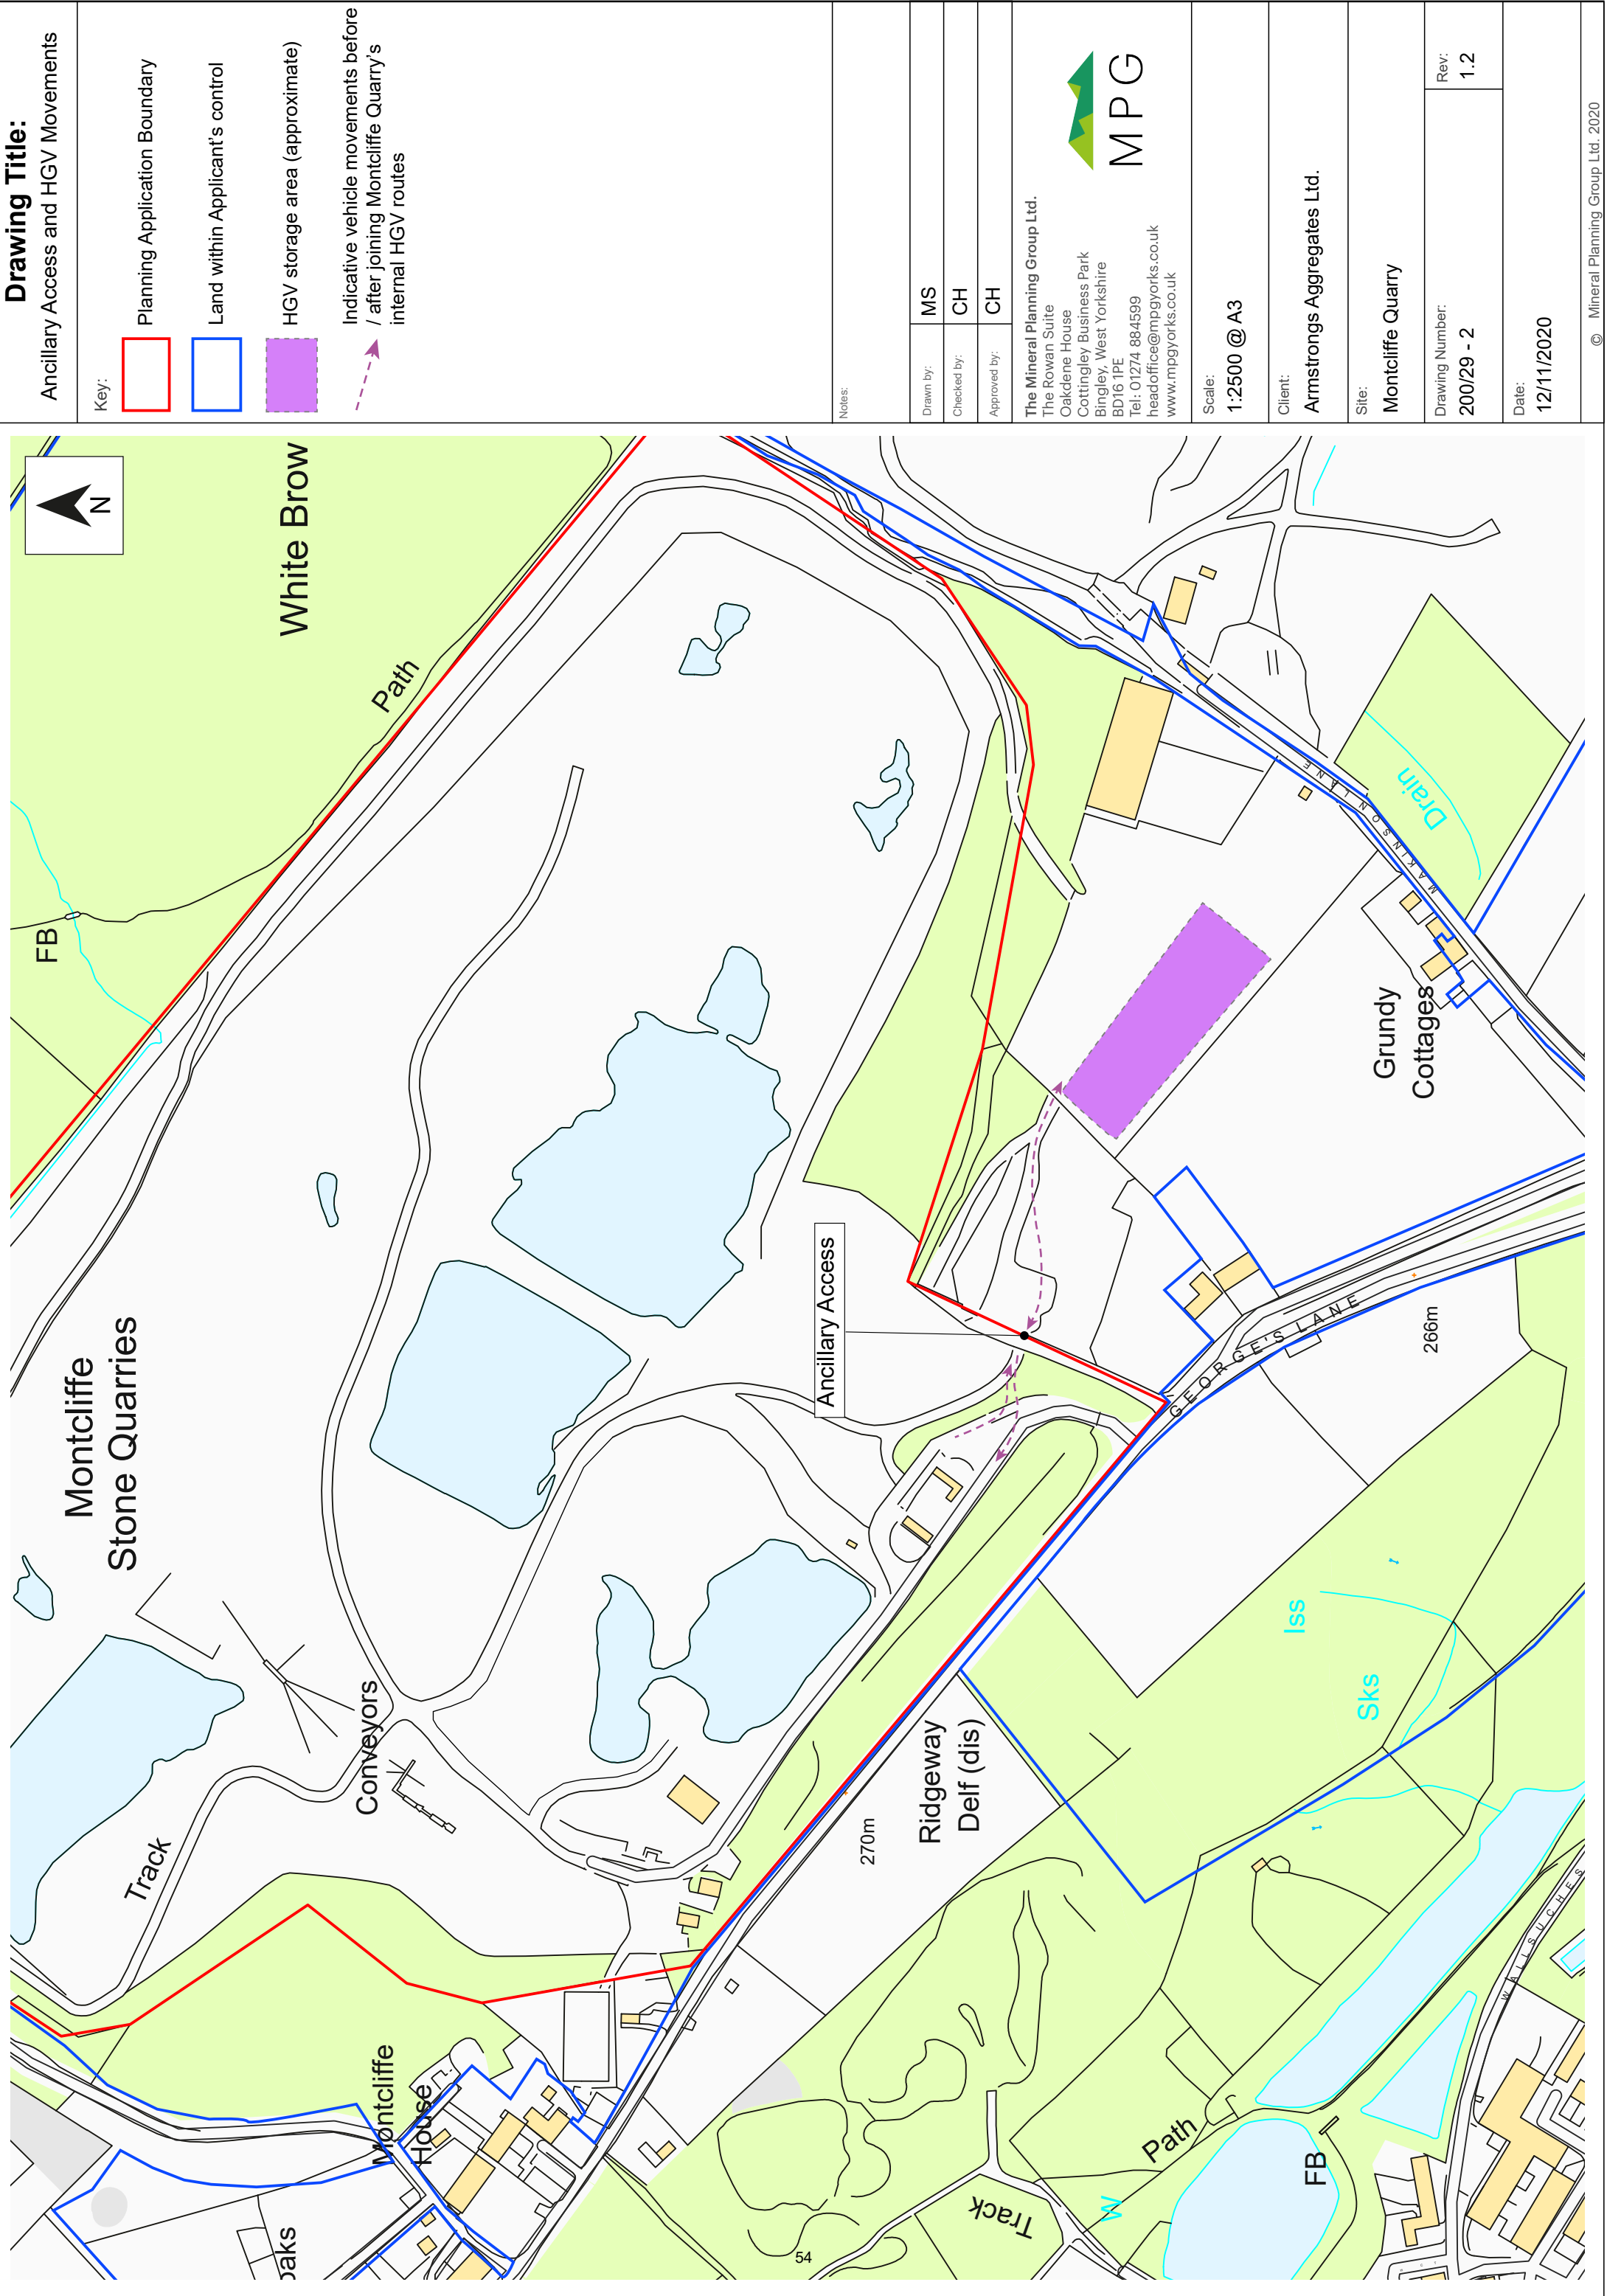 Drawing Title:
Ancillary Access and HGV Movements
Key:
Planning Application Boundary
Land within Applicant's control
HGV storage area (approximate)
Indicative vehicle movements before
/ after joining Montcliffe Quarry's
internal HGV routes
Notes:
Drawn by:
MS
Checked by:
CH
Approved by:
CH
The Mineral Planning Group Ltd.
The Rowan Suite
Oakdene House
Cottingley Business Park
Bingley, West Yorkshire
BD16 1PE
Tel: 01274 884599
headoffice@mpgyorks.co.uk
www.mpgyorks.co.uk
MPG
Scale:
1:2500 @ A3
Client:
Armstrongs Aggregates Ltd.
Site:
Montcliffe Quarry
Drawing Number:
200/29 - 2
Rev:
1.2
Date:
12/11/2020
© Mineral Planning Group Ltd. 2020
N
White Brow
Path
FB
Montcliffe
Stone Quarries
Conveyors
Track
Montcliffe
House
oaks
Ancillary Access
Grundy
Cottages
MAKINSON LANE
Drain
GEORGE'S LANE
266m
270m
Ridgeway
Delf (dis)
Iss
Sks
WALLSUCHES
Path
FB
W
Track
54